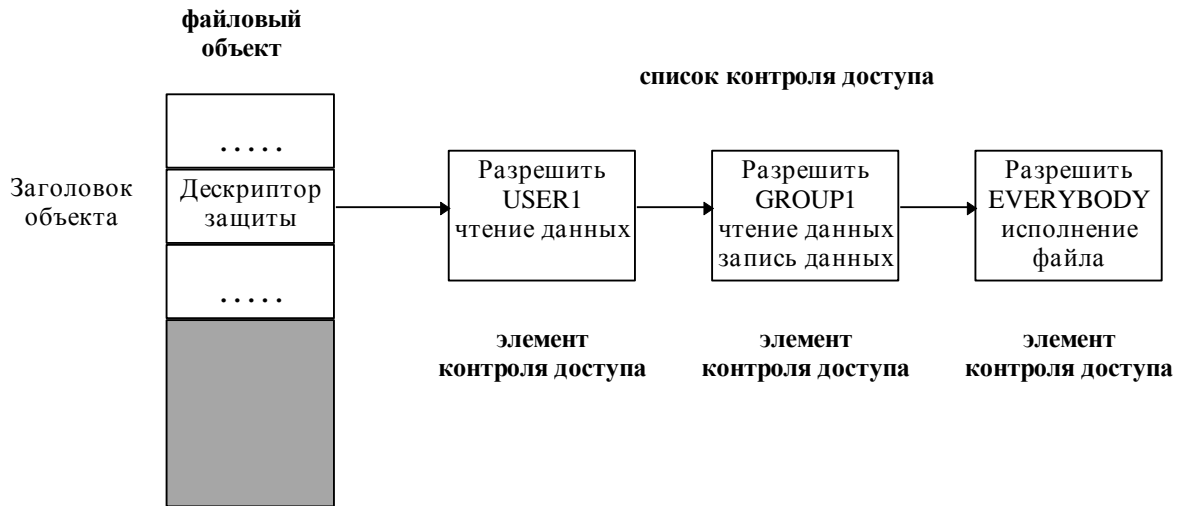 файловый
объект
список контроля доступа
. . . . .
Заголовок
объекта
Дескриптор
защиты
. . . . .
Разрешить
USER1
чтение данных
Разрешить
GROUP1
чтение данных
запись данных
Разрешить
EVERYBODY
исполнение
файла
элемент
контроля доступа
элемент
контроля доступа
элемент
контроля доступа